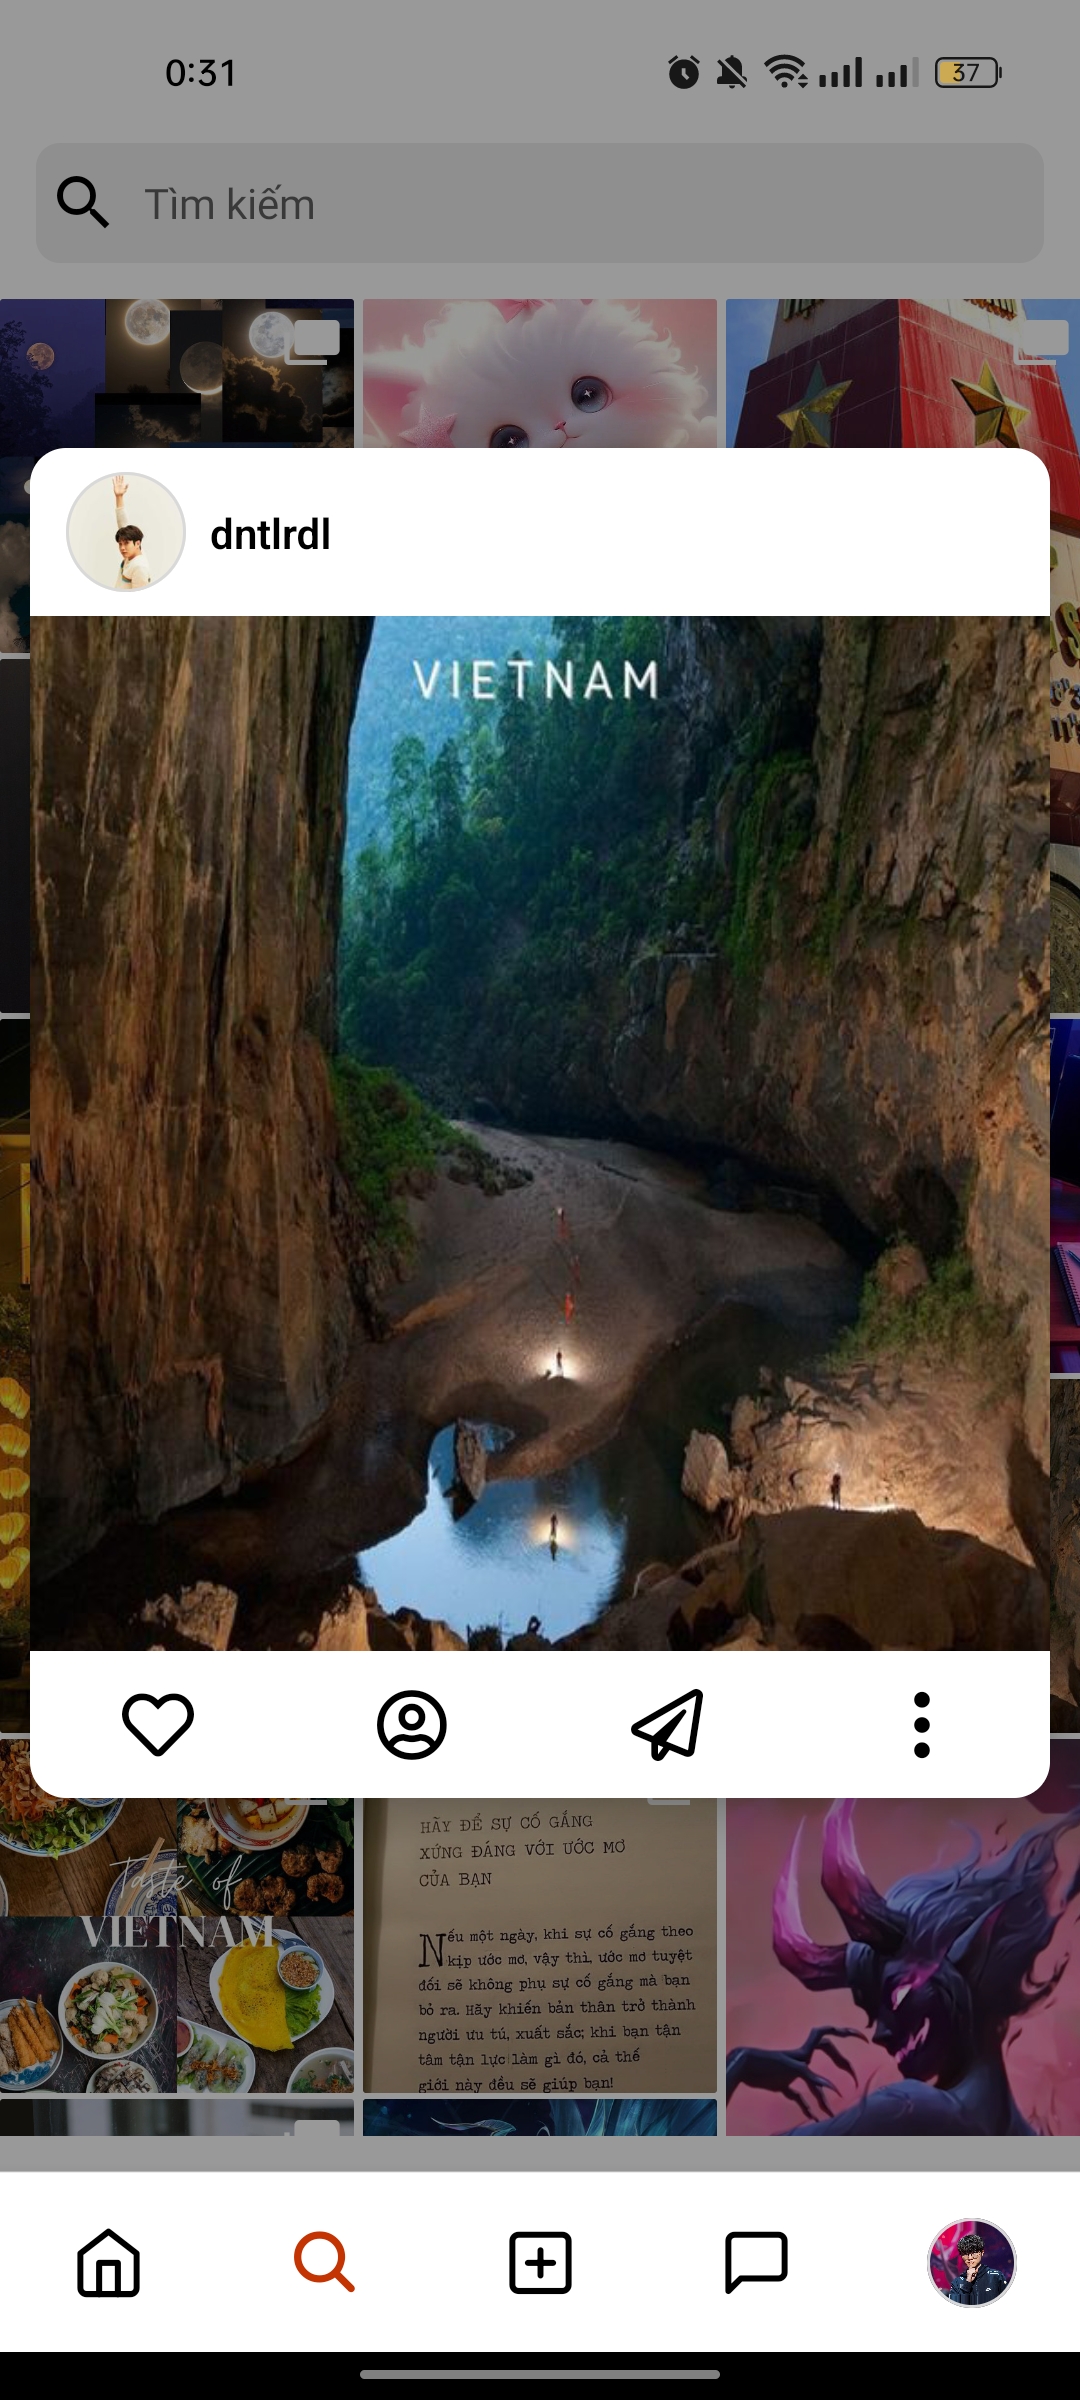 0:31
37
Tìm kiếm
dntlrdl
VIETNAM
taste of
VIETNAM
HÃY ĐỂ SỰ CỐ GẮNG
XỨNG ĐÁNG VỚI ƯỚC MƠ
CỦA BẠN
Nếu một ngày, khi sự cố gắng theo
kịp ước mơ, vậy thì, ước mơ tuyệt
đối sẽ không phụ sự cố gắng mà bạn
bỏ ra. Hãy khiến bản thân trở thành
người ưu tú, xuất sắc; khi bạn tận
tâm tận lực làm gì đó, cả thế
giới này đều sẽ giúp bạn!